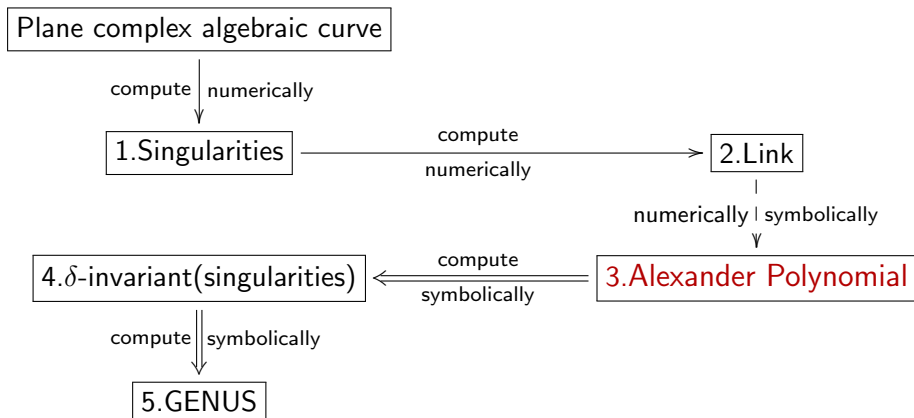 Plane complex algebraic curve
compute numerically
1.Singularities
compute
numerically
2.Link
numerically symbolically
3.Alexander Polynomial
compute
symbolically
4.δ-invariant(singularities)
compute symbolically
5.GENUS